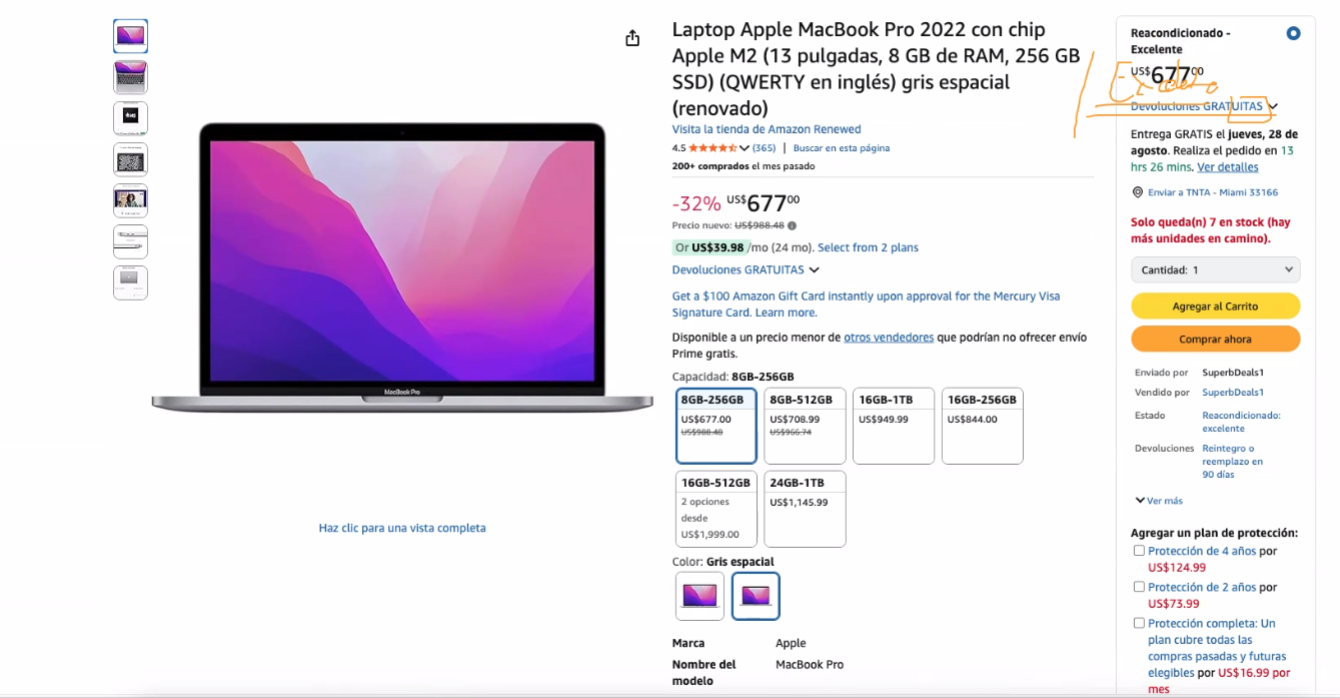 Laptop Apple MacBook Pro 2022 con chip
Apple M2 (13 pulgadas, 8 GB de RAM, 256 GB
SSD) (QWERTY en inglés) gris espacial
(renovado)
Visita la tienda de Amazon Renewed
4.5 (365) | Buscar en esta página
200+ comprados el mes pasado
-32% US$677⁰⁰
Precio nuevo: US$988.48
Or US$39.98 /mo (24 mo). Select from 2 plans
Devoluciones GRATUITAS
Get a $100 Amazon Gift Card instantly upon approval for the Mercury Visa
Signature Card. Learn more.
Disponible a un precio menor de otros vendedores que podrían no ofrecer envío
Prime gratis.
Capacidad: 8GB-256GB
8GB-256GB
US$677.00
US$988.48
8GB-512GB
US$708.99
US$966.74
16GB-1TB
US$949.99
16GB-256GB
US$844.00
16GB-512GB
2 opciones
desde
US$1,999.00
24GB-1TB
US$1,145.99
Color: Gris espacial
Marca Apple
Nombre del MacBook Pro
modelo
MacBook Pro
Haz clic para una vista completa
Reacondicionado -
Excelente
US$677⁰⁰
Devoluciones GRATUITAS
Entrega GRATIS el jueves, 28 de
agosto. Realiza el pedido en 13
hrs 26 mins. Ver detalles
Enviar a TNTA - Miami 33166
Solo queda(n) 7 en stock (hay
más unidades en camino).
Cantidad: 1
Agregar al Carrito
Comprar ahora
Enviado por SuperbDeals1
Vendido por SuperbDeals1
Estado Reacondicionado:
excelente
Devoluciones Reintegro o
reemplazo en
90 días
Ver más
Agregar un plan de protección:
Protección de 4 años por
US$124.99
Protección de 2 años por
US$73.99
Protección completa: Un
plan cubre todas las
compras pasadas y futuras
elegibles por US$16.99 por
mes